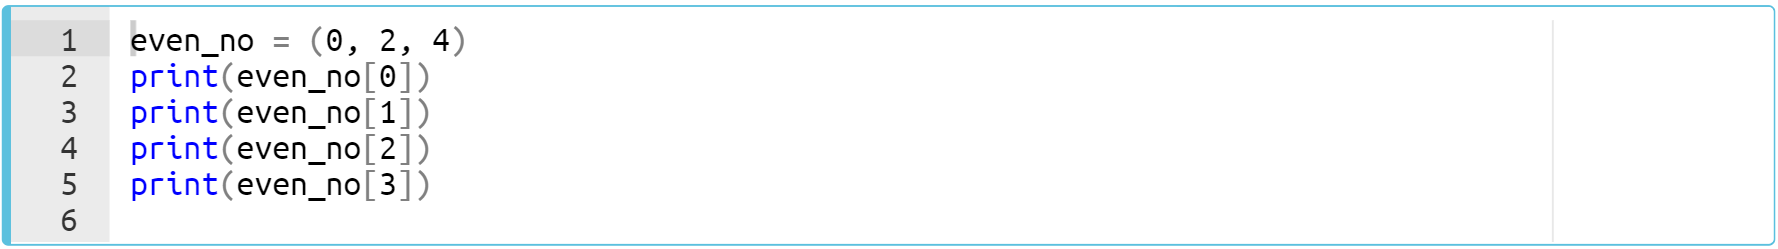 1 even_no = (0, 2, 4)
2 print(even_no[0])
3 print(even_no[1])
4 print(even_no[2])
5 print(even_no[3])
6